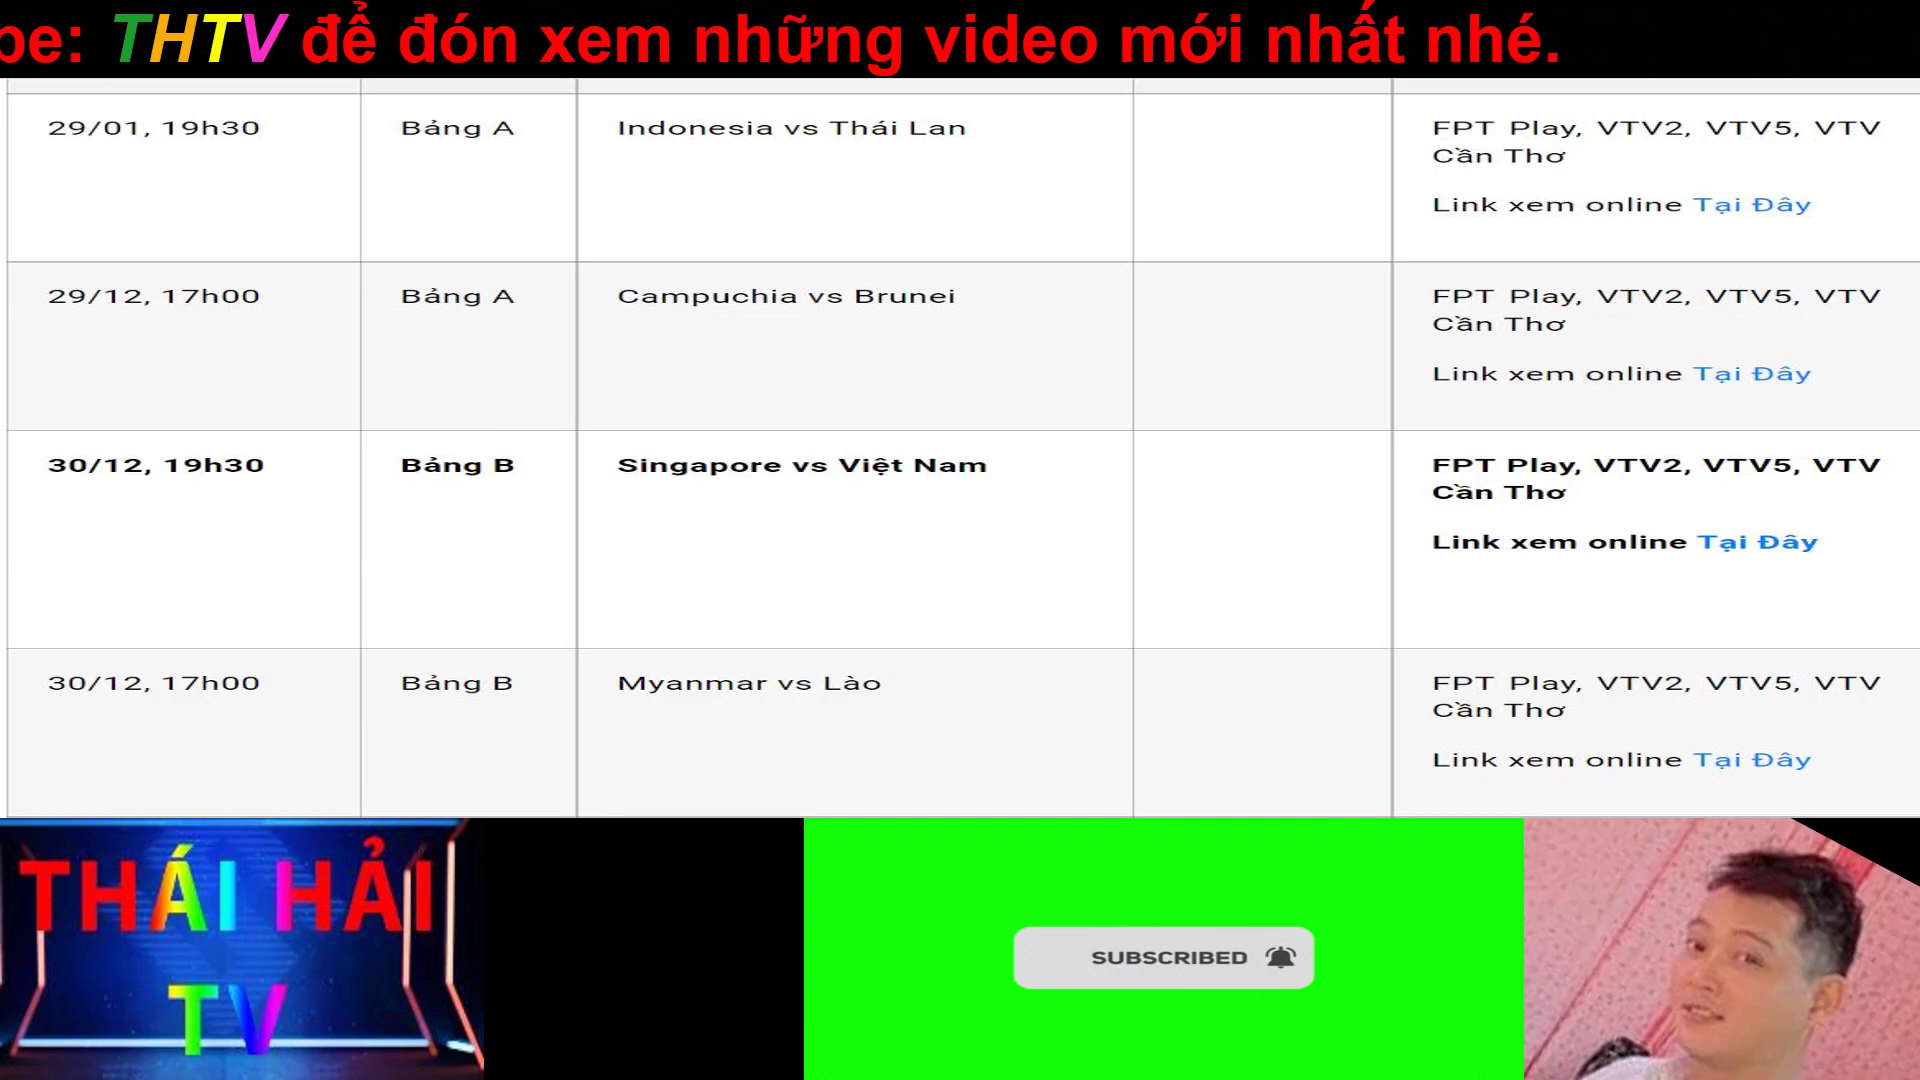 be: THTV để đón xem những video mới nhất nhé.
29/01, 19h30 Bảng A Indonesia vs Thái Lan FPT Play, VTV2, VTV5, VTV
Cần Thơ
Link xem online Tại Đây
29/12, 17h00 Bảng A Campuchia vs Brunei FPT Play, VTV2, VTV5, VTV
Cần Thơ
Link xem online Tại Đây
30/12, 19h30 Bảng B Singapore vs Việt Nam FPT Play, VTV2, VTV5, VTV
Cần Thơ
Link xem online Tại Đây
30/12, 17h00 Bảng B Myanmar vs Lào FPT Play, VTV2, VTV5, VTV
Cần Thơ
Link xem online Tại Đây
THÁI HẢI
TV
SUBSCRIBED